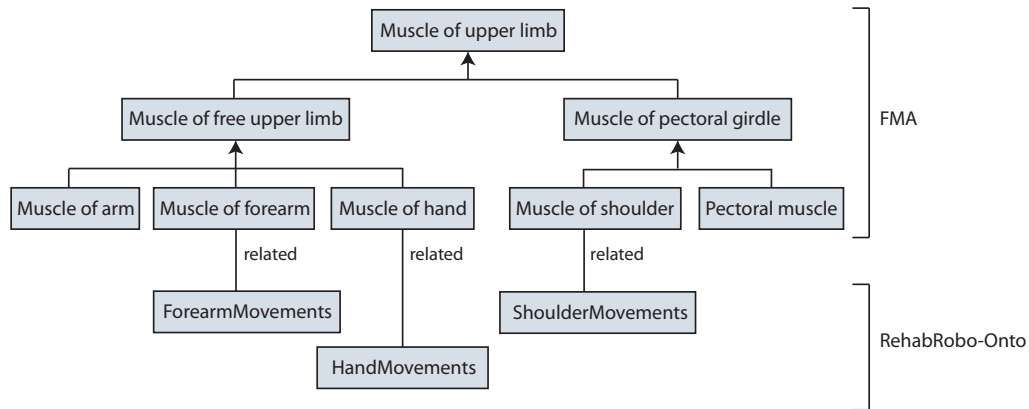 Muscle of upper limb
Muscle of free upper limb
Muscle of pectoral girdle
FMA
Muscle of arm
Muscle of forearm
Muscle of hand
Muscle of shoulder
Pectoral muscle
related
related
related
ForearmMovements
ShoulderMovements
RehabRobo-Onto
HandMovements